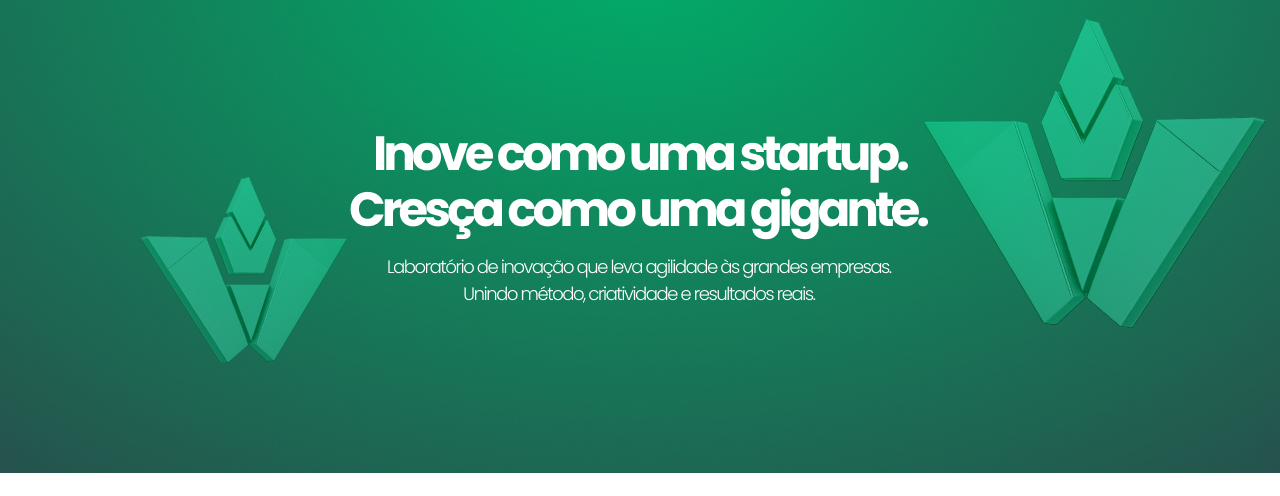 Inove como uma startup.
Cresça como uma gigante.
Laboratório de inovação que leva agilidade às grandes empresas.
Unindo método, criatividade e resultados reais.